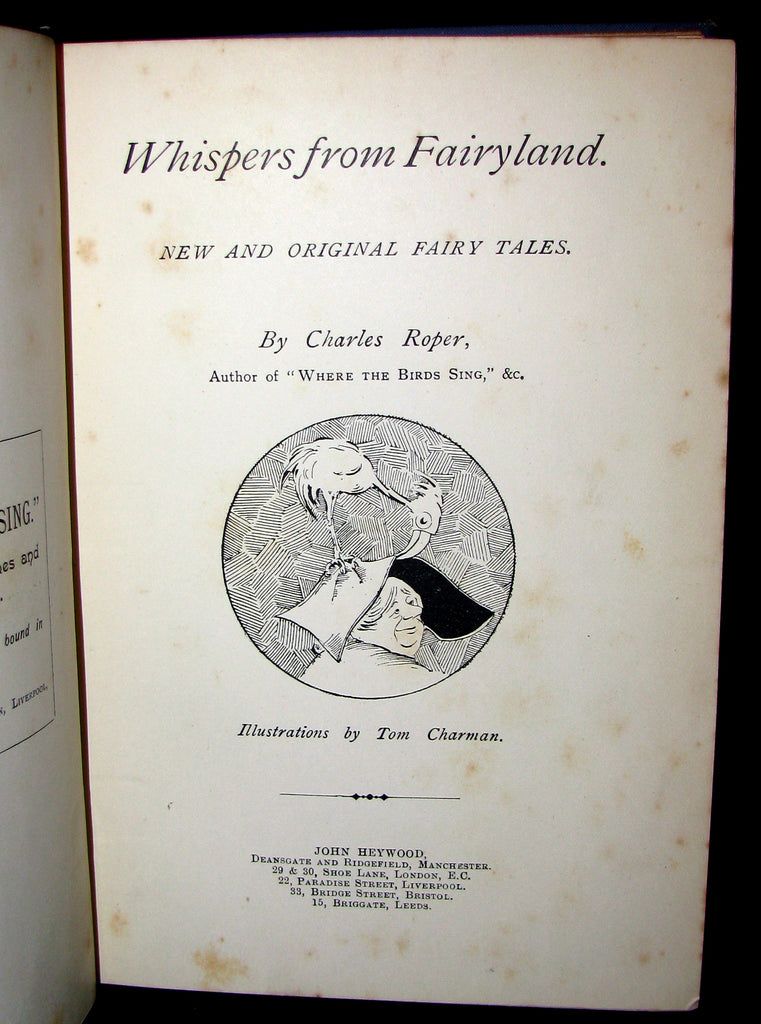 SING."
and
bound in
LIVERPOOL.
Whispers from Fairyland.
NEW AND ORIGINAL FAIRY TALES.
By Charles Roper,
Author of "WHERE THE BIRDS SING," &c.
Illustrations by Tom Charman.
JOHN HEYWOOD,
DEANSGATE AND RIDGEFIELD, MANCHESTER.
29 & 30, SHOE LANE, LONDON, E.C.
22, PARADISE STREET, LIVERPOOL.
33, BRIDGE STREET, BRISTOL.
15, BRIGGATE, LEEDS.